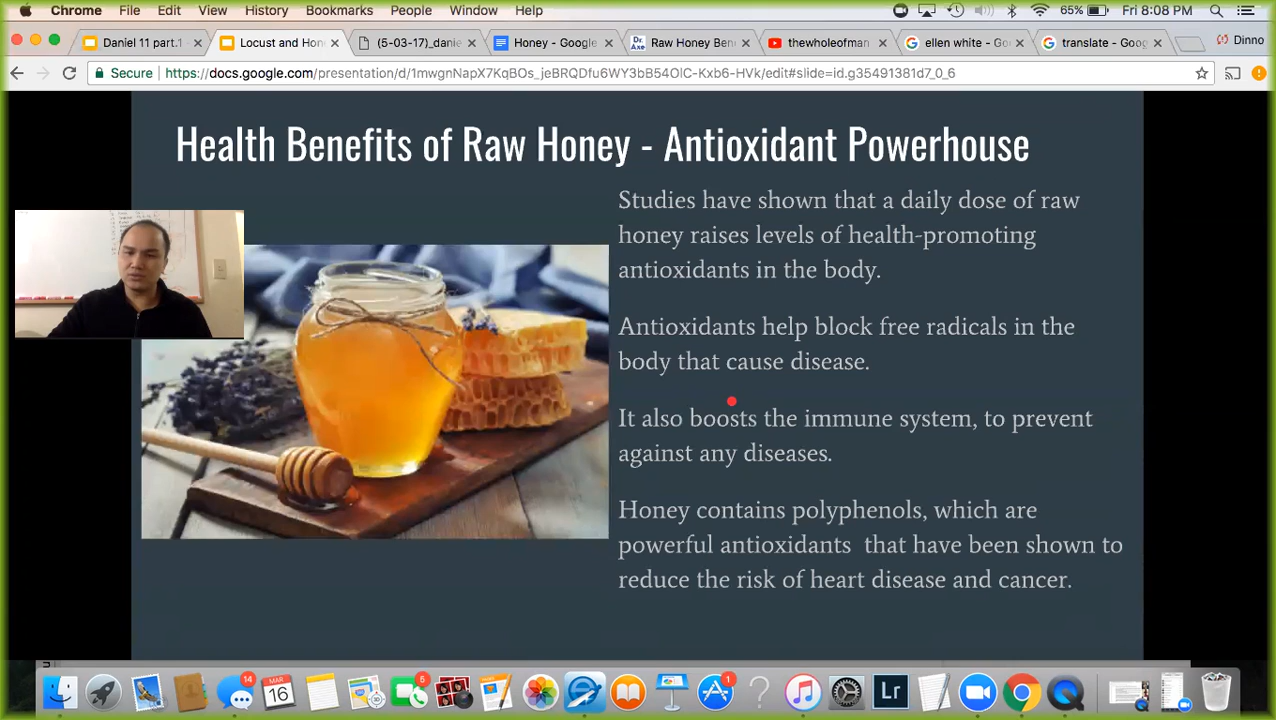 Chrome File Edit View History Bookmarks People Window Help 65% Fri 8:08 PM
Daniel 11 part.1 Locust and Hone (5-03-17)_danie Honey - Google Raw Honey Ben thewholeofman ellen white - Goo translate - Goog Dinno
Secure https://docs.google.com/presentation/d/1mwgnNapX7KqBOs_jeBRQDfu6WY3bB54OlC-Kxb6-HVk/edit#slide=id.g35491381d7_0_6
Health Benefits of Raw Honey - Antioxidant Powerhouse
Studies have shown that a daily dose of raw
honey raises levels of health-promoting
antioxidants in the body.
Antioxidants help block free radicals in the
body that cause disease.
It also boosts the immune system, to prevent
against any diseases.
Honey contains polyphenols, which are
powerful antioxidants that have been shown to
reduce the risk of heart disease and cancer.
14 MAR 16 5 1 Lr